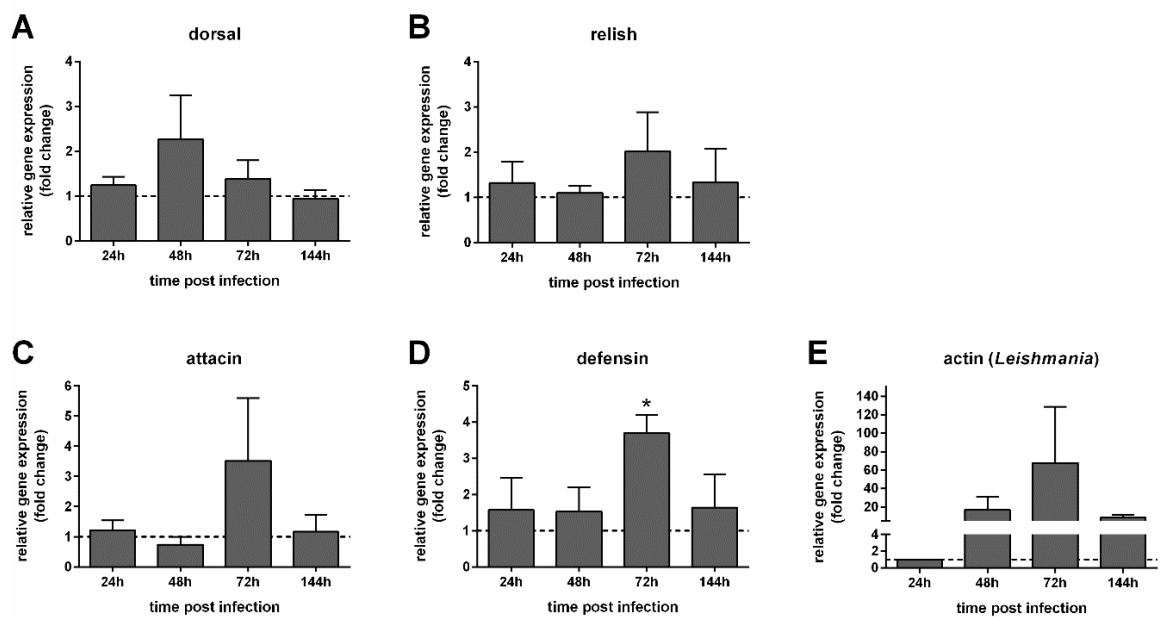 A
dorsal
relative gene expression
(fold change)
4
3
2
1
0
24h 48h 72h 144h
time post infection
B
relish
relative gene expression
(fold change)
4
3
2
1
0
24h 48h 72h 144h
time post infection
C
attacin
relative gene expression
(fold change)
6
5
4
3
2
1
0
24h 48h 72h 144h
time post infection
D
defensin
relative gene expression
(fold change)
5
4
3
2
1
0
*
24h 48h 72h 144h
time post infection
E
actin (Leishmania)
relative gene expression
(fold change)
140
120
100
80
60
40
20
4
2
0
24h 48h 72h 144h
time post infection